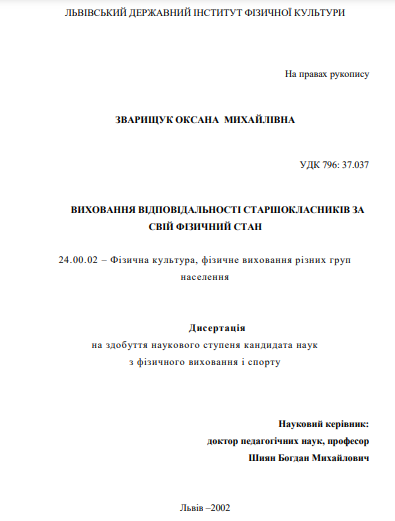 ЛЬВІВСЬКИЙ ДЕРЖАВНИЙ ІНСТИТУТ ФІЗИЧНОЇ КУЛЬТУРИ
На правах рукопису
ЗВАРИЩУК ОКСАНА МИХАЙЛІВНА
УДК 796: 37.037
ВИХОВАННЯ ВІДПОВІДАЛЬНОСТІ СТАРШОКЛАСНИКІВ ЗА
СВІЙ ФІЗИЧНИЙ СТАН
24.00.02 – Фізична культура, фізичне виховання різних груп
населення
Дисертація
на здобуття наукового ступеня кандидата наук
з фізичного виховання і спорту
Науковий керівник:
доктор педагогічних наук, професор
Шиян Богдан Михайлович
Львів –2002